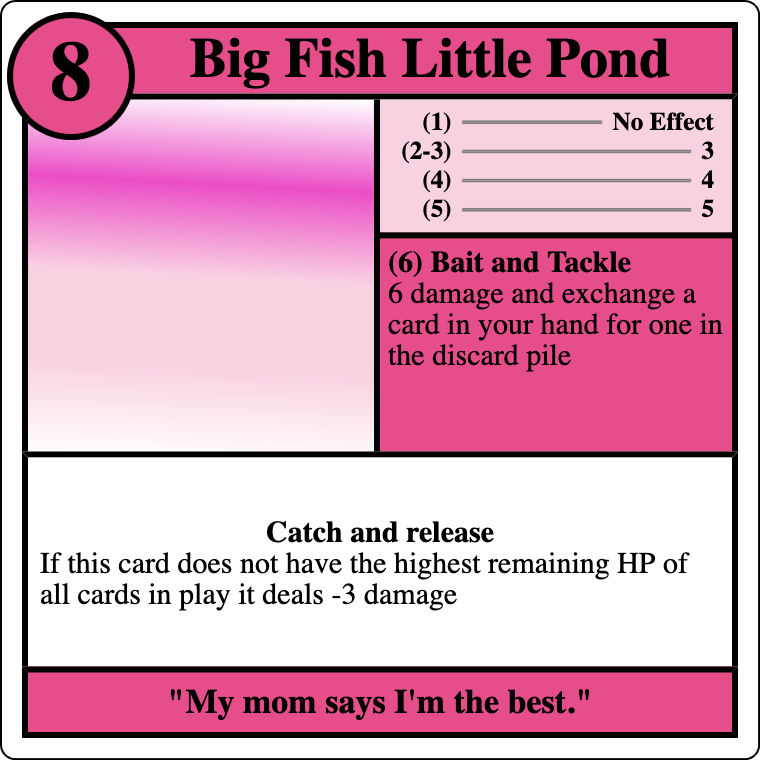 8
Big Fish Little Pond
(1) No Effect
(2-3) 3
(4) 4
(5) 5
(6) Bait and Tackle
6 damage and exchange a
card in your hand for one in
the discard pile
Catch and release
If this card does not have the highest remaining HP of
all cards in play it deals -3 damage
"My mom says I'm the best."